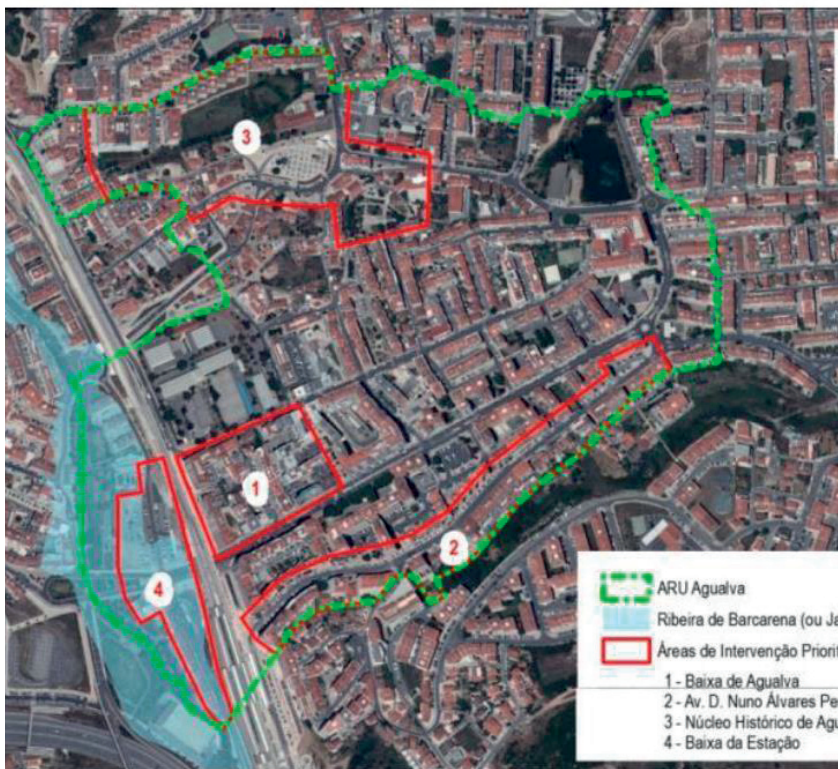 3
1
2
4
ARU Agualva
Ribeira de Barcarena (ou Ja
Áreas de Intervenção Priorit
1 - Baixa de Agualva
2 - Av. D. Nuno Álvares Pe
3 - Núcleo Histórico de Agu
4 - Baixa da Estação